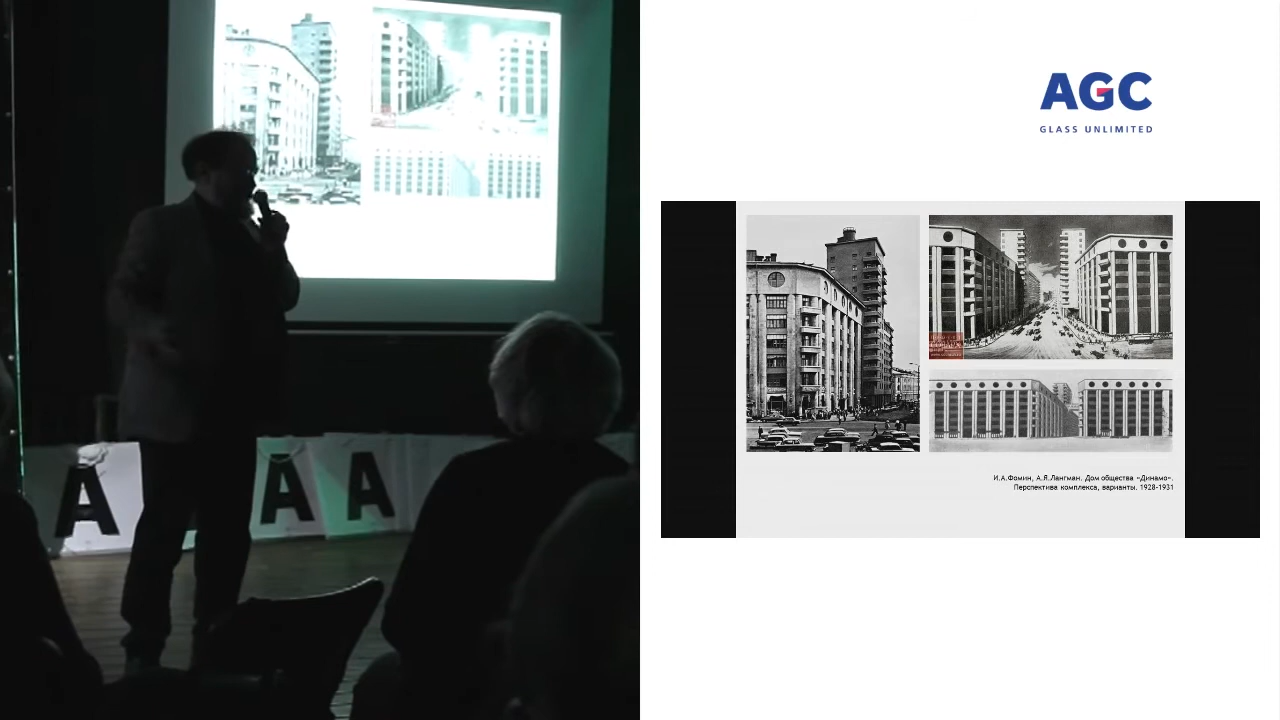 A
A
A
AGC
GLASS UNLIMITED
И.А.Фомин, А.Я.Лангман. Дом общества «Динамо».
Перспектива комплекса, варианты. 1928-1931